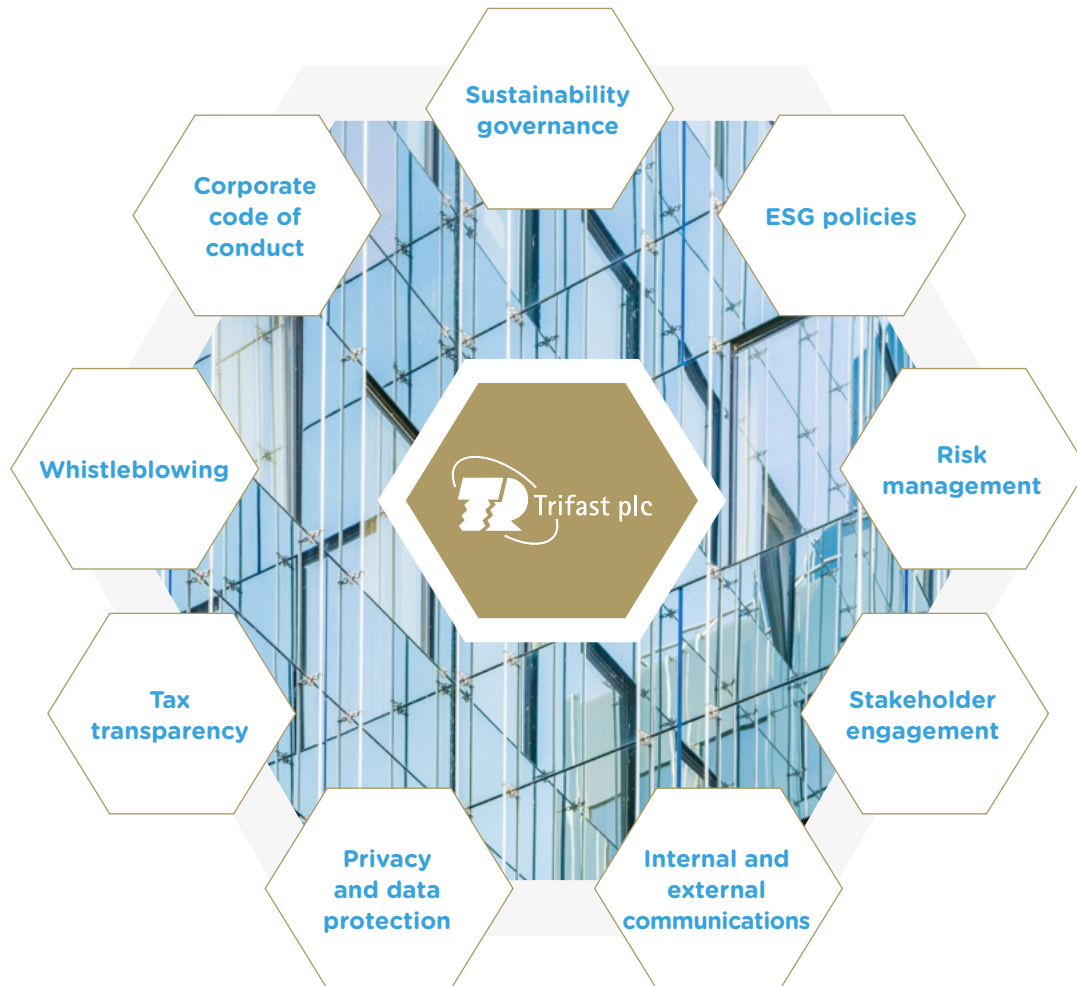 Sustainability
governance
Corporate
code of
conduct
ESG policies
Whistleblowing
Risk
management
TR Trifast plc
Tax
transparency
Stakeholder
engagement
Privacy
and data
protection
Internal and
external
communications